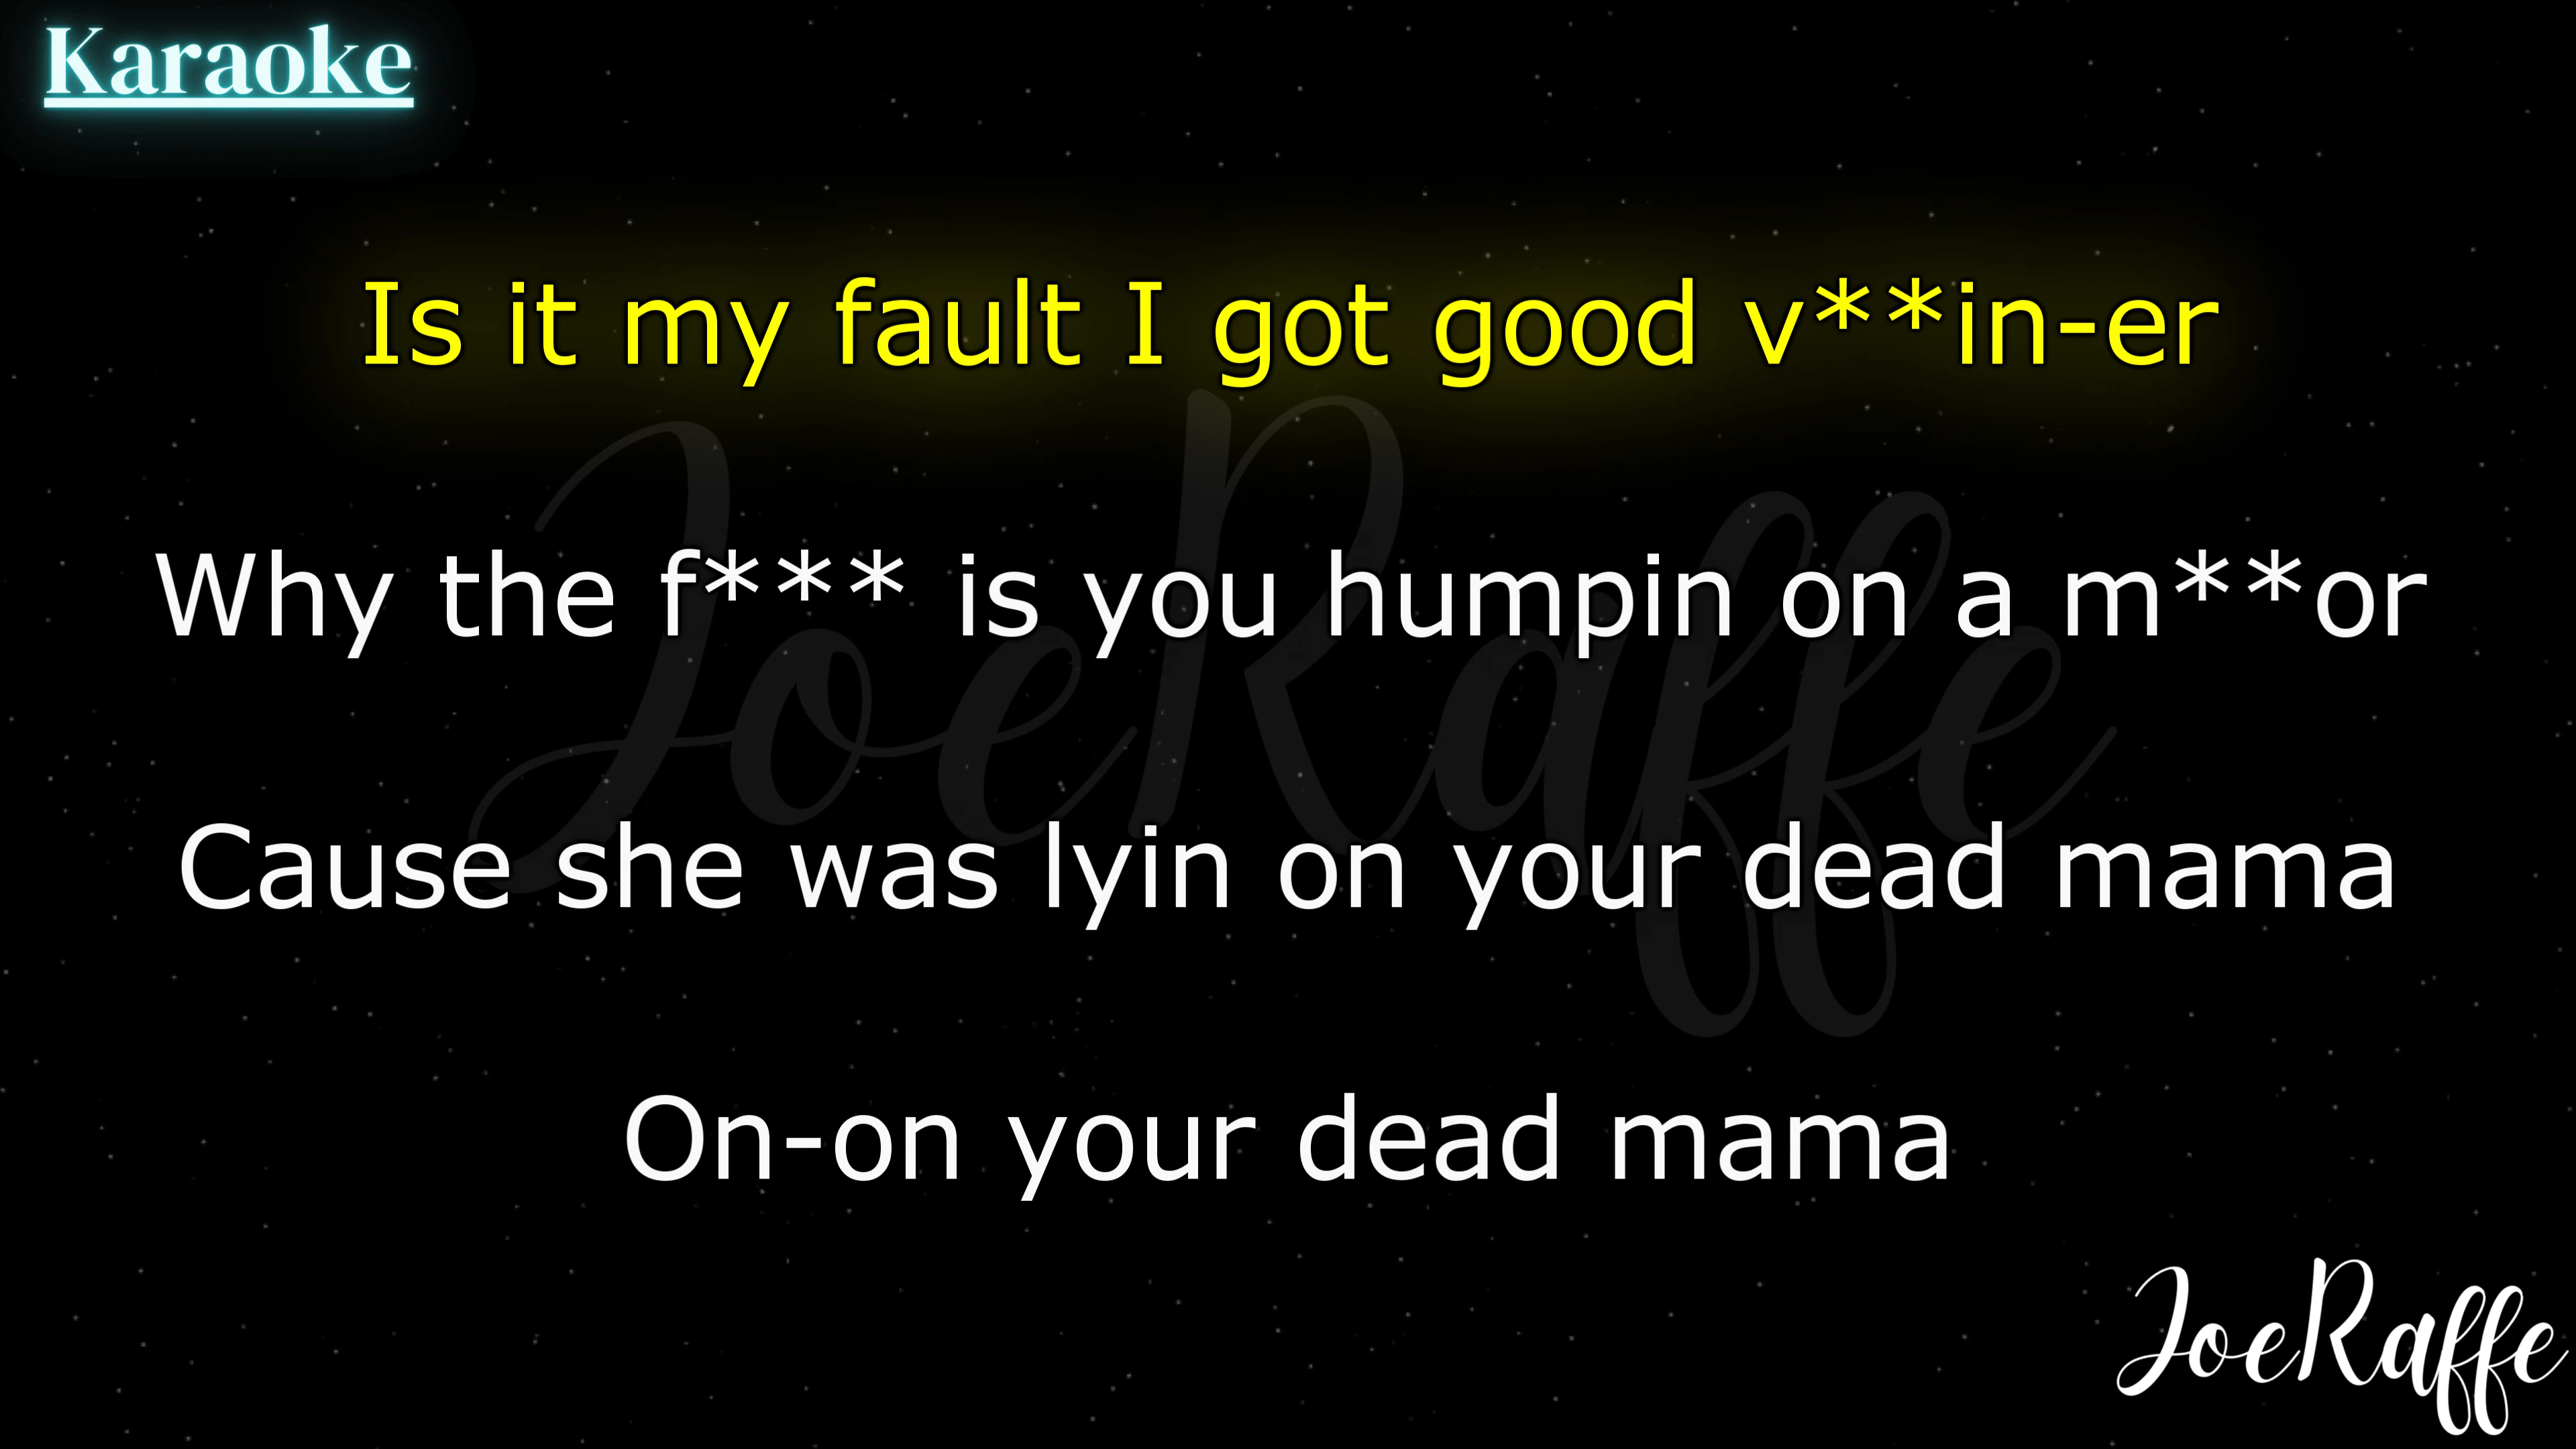 Karaoke
Is it my fault I got good v**in-er
Why the f*** is you humpin on a m**or
Cause she was lyin on your dead mama
On-on your dead mama
JoeRaffe
JoeRaffe